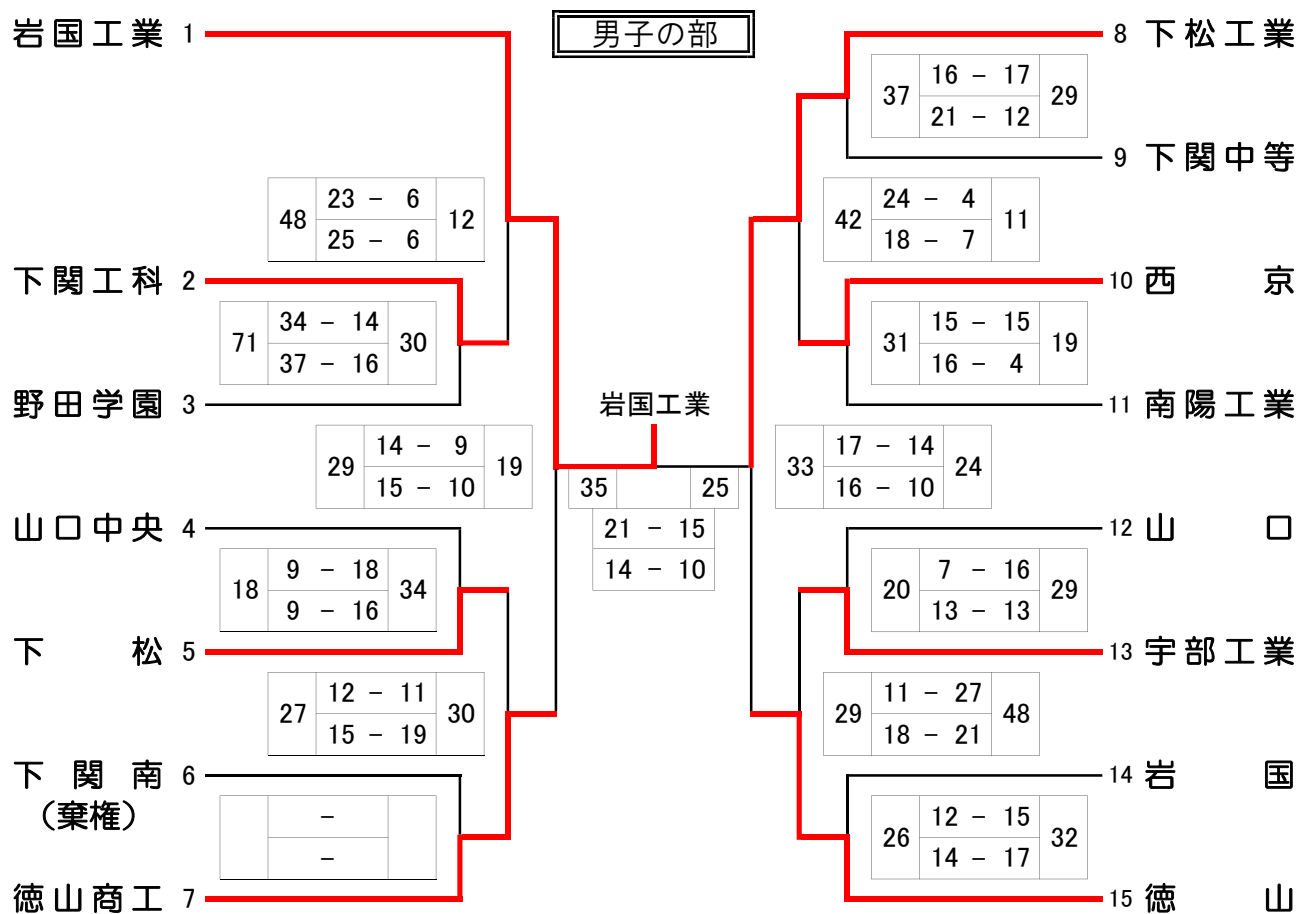 男子の部
岩国工業 1
48 23 - 6 12
25 - 6
下関工科 2
71 34 - 14 30
37 - 16
野田学園 3
29 14 - 9 19
15 - 10
山口中央 4
18 9 - 18 34
9 - 16
下松 5
27 12 - 11 30
15 - 19
下関南 6
（棄権）
-
-
徳山商工 7
岩国工業
35 25
21 - 15
14 - 10
8 下松工業
37 16 - 17 29
21 - 12
9 下関中等
42 24 - 4 11
18 - 7
10 西京
31 15 - 15 19
16 - 4
11 南陽工業
33 17 - 14 24
16 - 10
12 山口
20 7 - 16 29
13 - 13
13 宇部工業
29 11 - 27 48
18 - 21
14 岩国
26 12 - 15 32
14 - 17
15 徳山